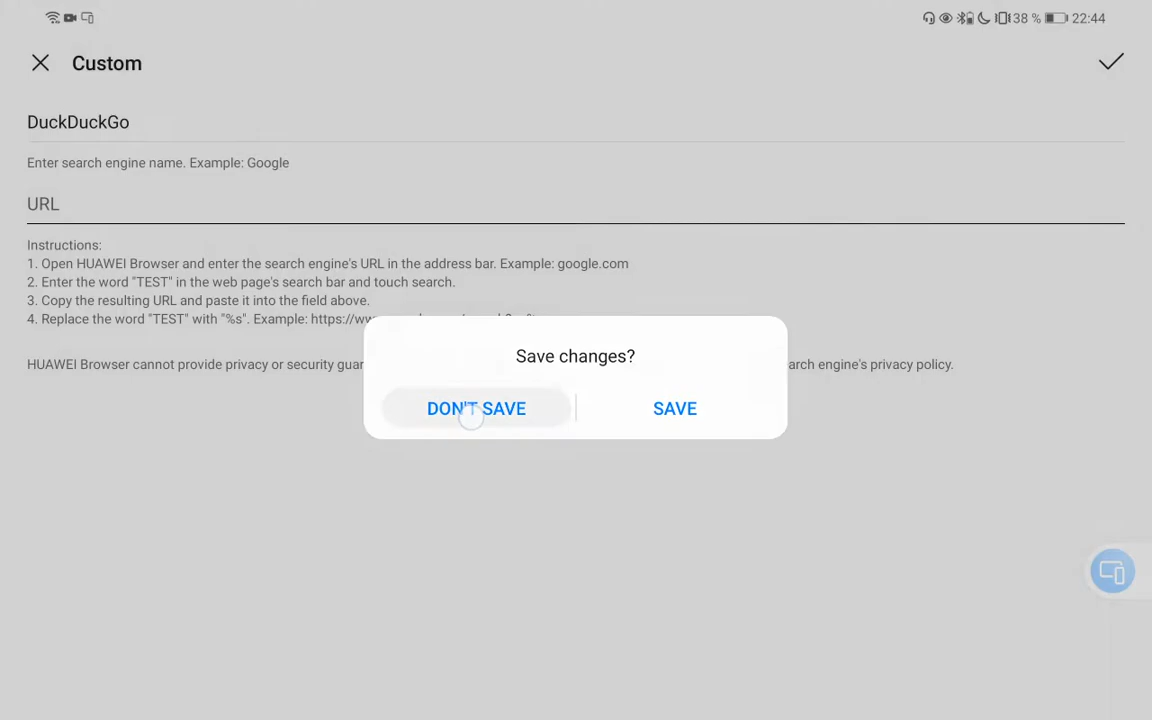 38 % 22:44
Custom
DuckDuckGo
Enter search engine name. Example: Google
URL
Instructions:
1. Open HUAWEI Browser and enter the search engine's URL in the address bar. Example: google.com
2. Enter the word "TEST" in the web page's search bar and touch search.
3. Copy the resulting URL and paste it into the field above.
4. Replace the word "TEST" with "%s". Example:
HUAWEI Browser cannot provide privacy or security engine's privacy policy.
Save changes?
DON'T SAVE SAVE